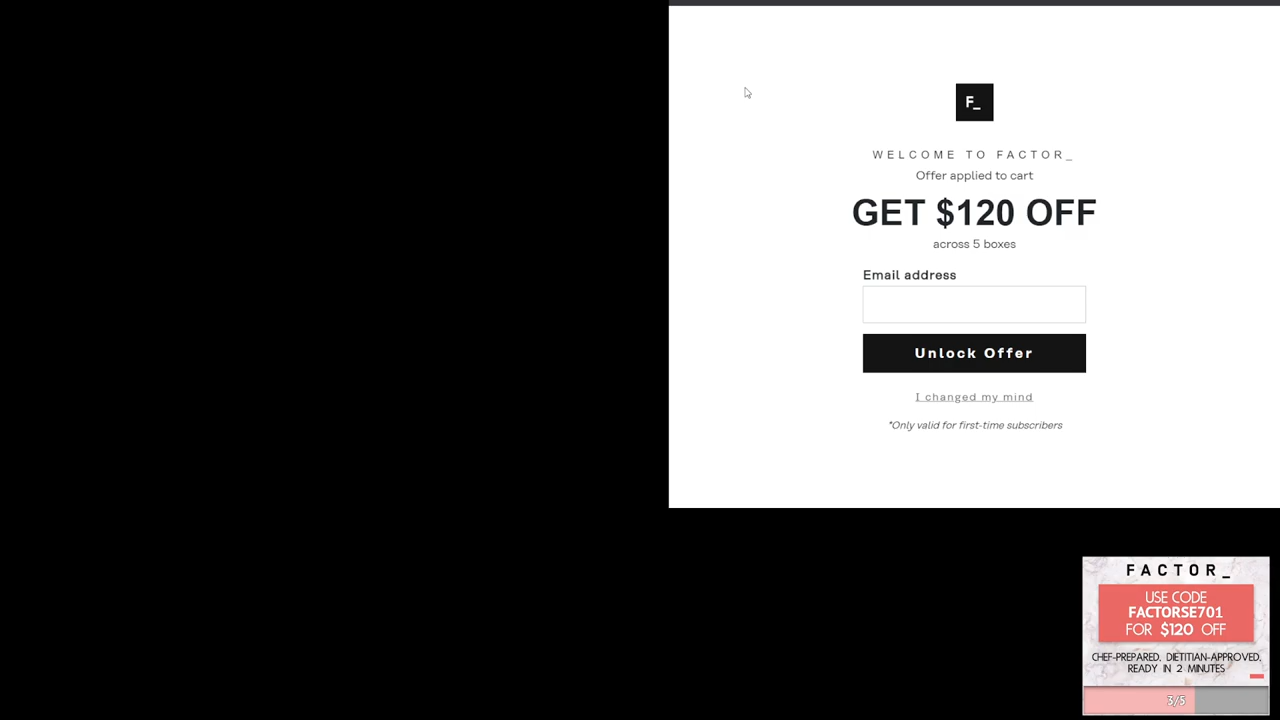 F_
WELCOME TO FACTOR_
Offer applied to cart
GET $120 OFF
across 5 boxes
Email address
Unlock Offer
I changed my mind
*Only valid for first-time subscribers
FACTOR_
USE CODE
FACTORSE701
FOR $120 OFF
CHEF-PREPARED, DIETITIAN-APPROVED,
READY IN 2 MINUTES
3/5